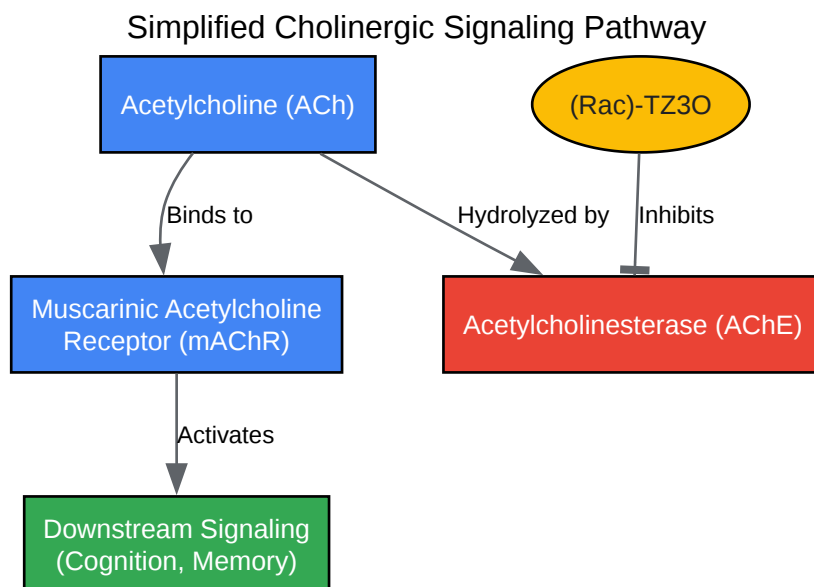 Simplified Cholinergic Signaling Pathway
Acetylcholine (ACh)
(Rac)-TZ3O
Binds to
Hydrolyzed by
Inhibits
Muscarinic Acetylcholine
Receptor (mAChR)
Acetylcholinesterase (AChE)
Activates
Downstream Signaling
(Cognition, Memory)